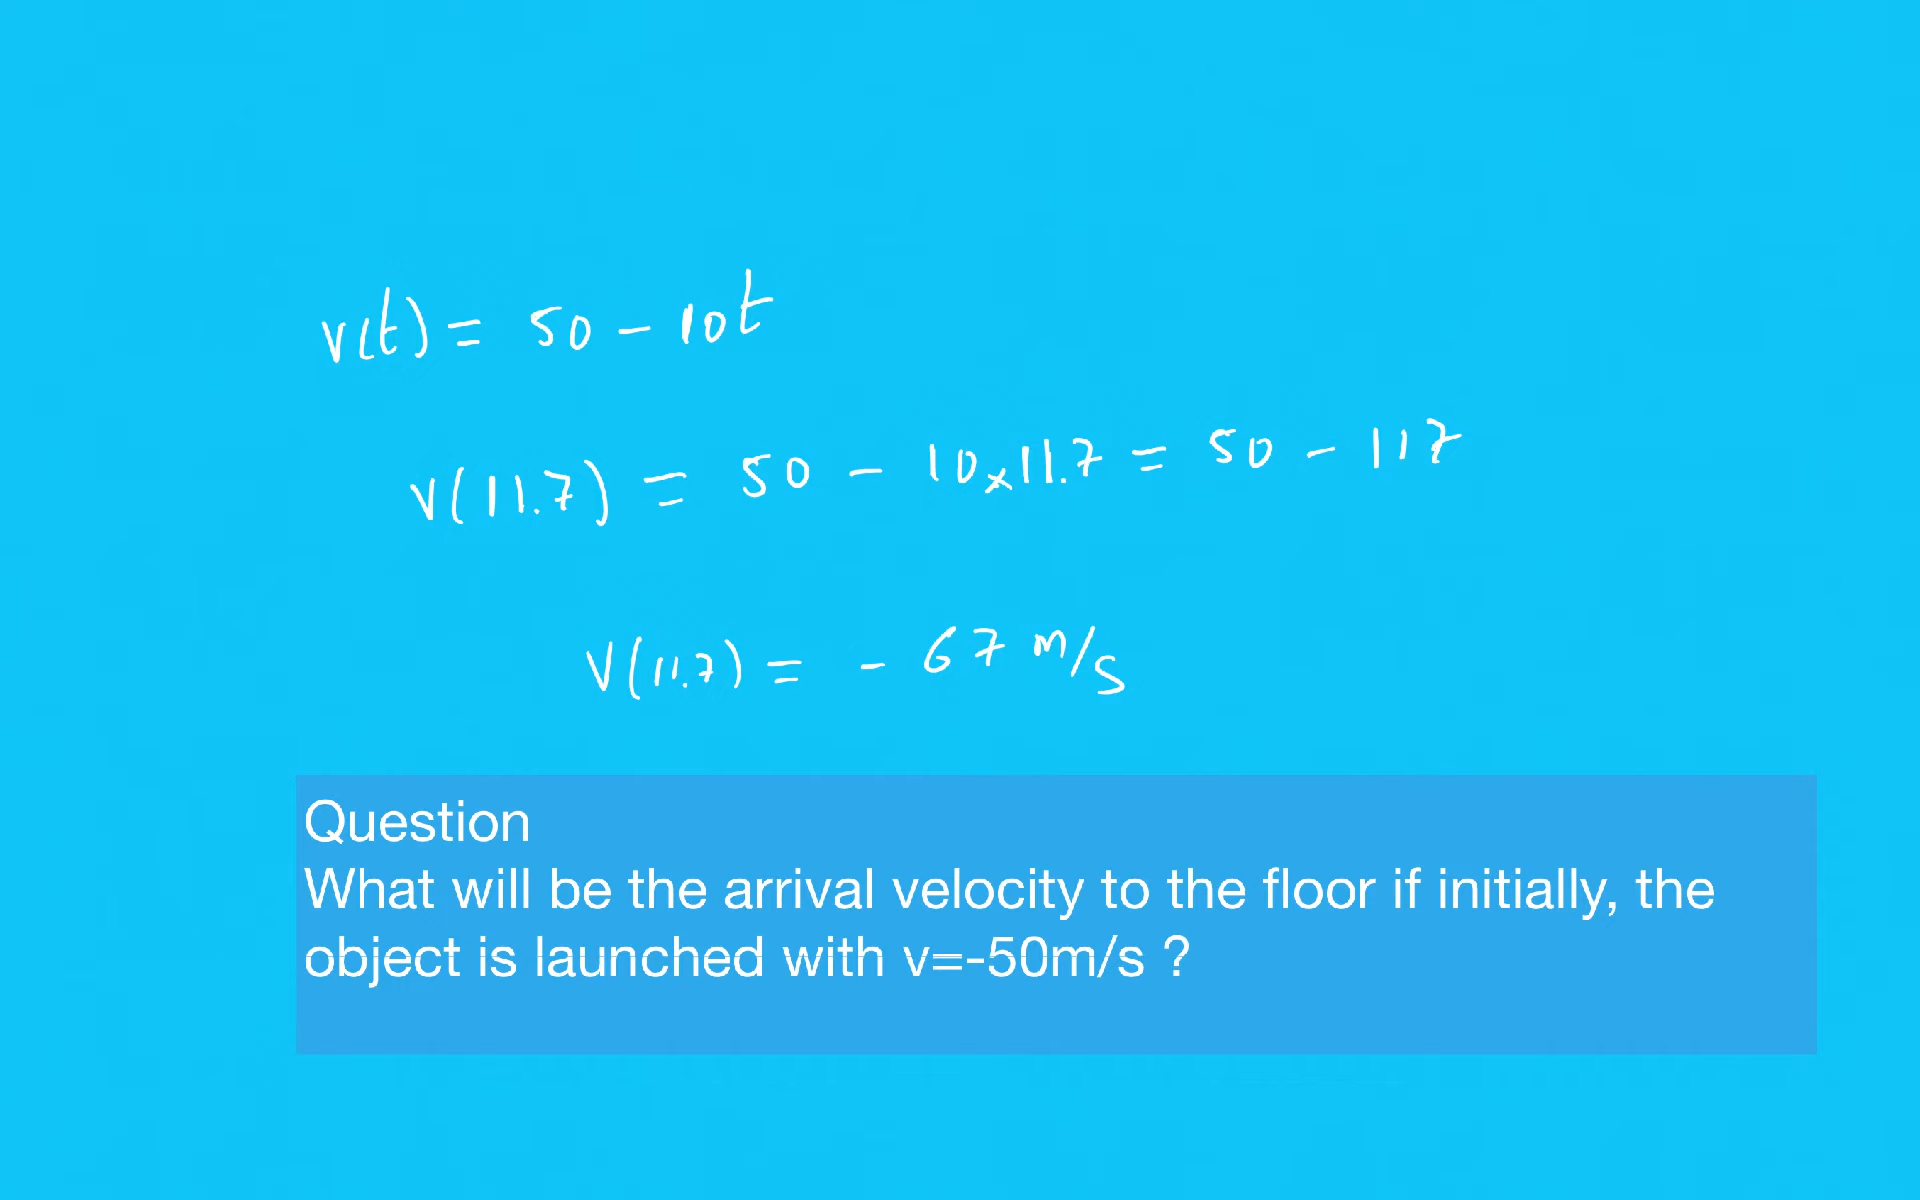 v(t) = 50 - 10t
v(11.7) = 50 - 10x11.7 = 50 - 117
V(11.7) = - 67 m/s
Question
What will be the arrival velocity to the floor if initially, the
object is launched with v=-50m/s ?